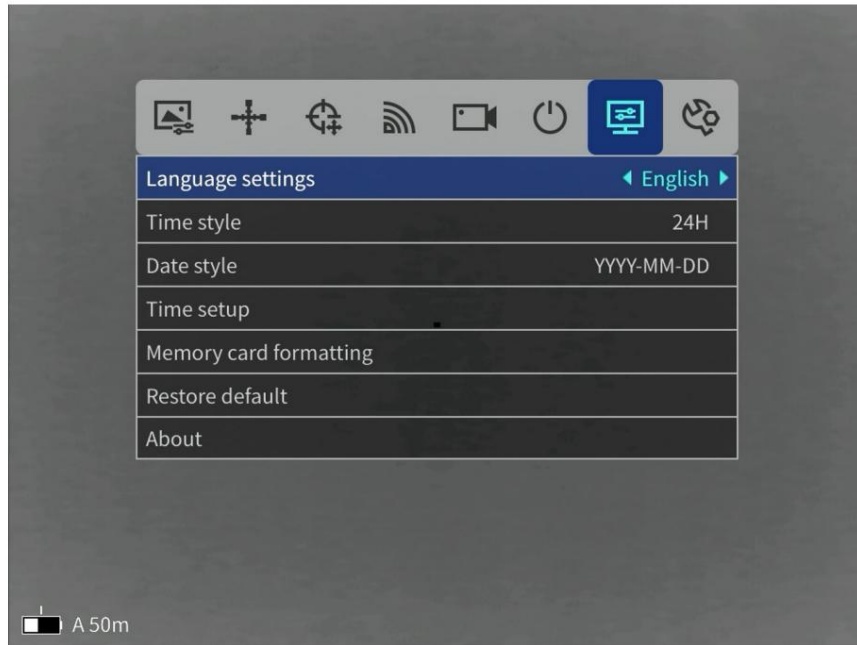 Language settings English
Time style 24H
Date style YYYY-MM-DD
Time setup
Memory card formatting
Restore default
About
A 50m